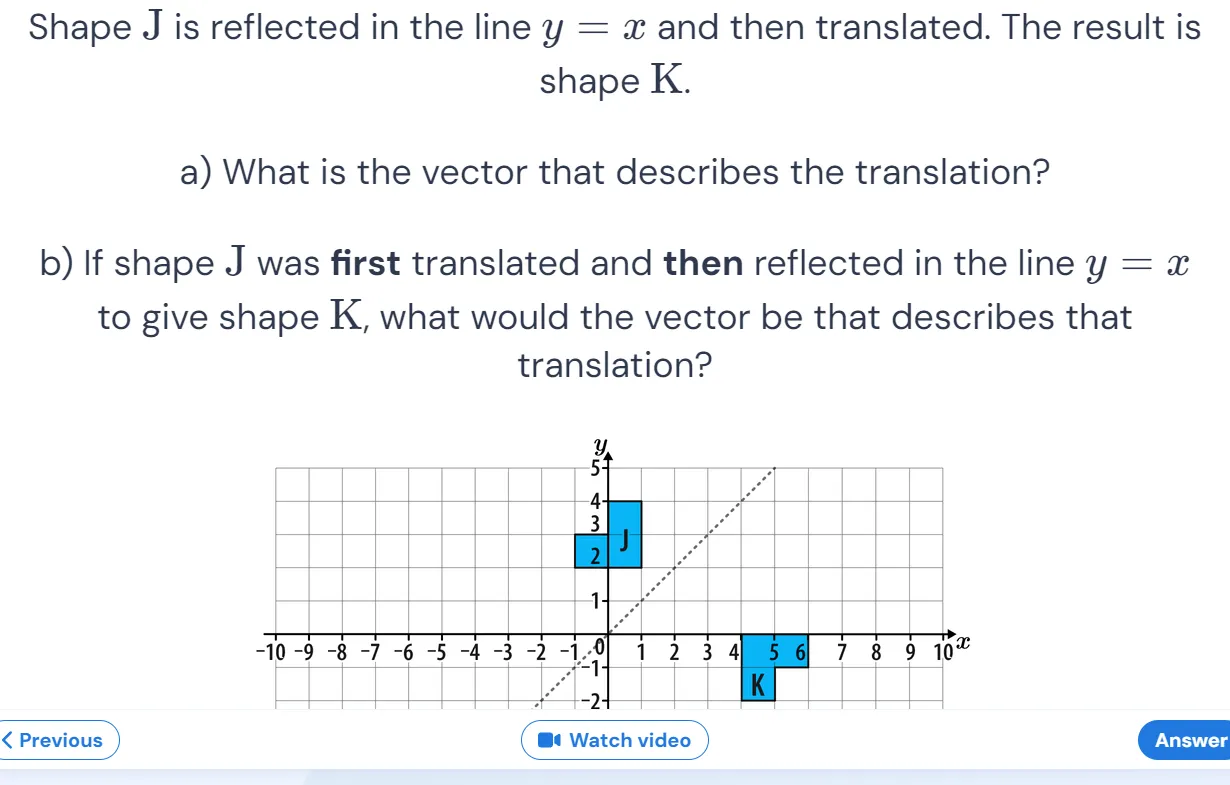 Shape J is reflected in the line y = x and then translated. The result is
shape K.
a) What is the vector that describes the translation?
b) If shape J was first translated and then reflected in the line y = x
to give shape K, what would the vector be that describes that
translation?
y
5
4
3
J
2
1
-10 -9 -8 -7 -6 -5 -4 -3 -2 -1 0 1 2 3 4 5 6 7 8 9 10 x
-1
K
-2
Previous Watch video Answer